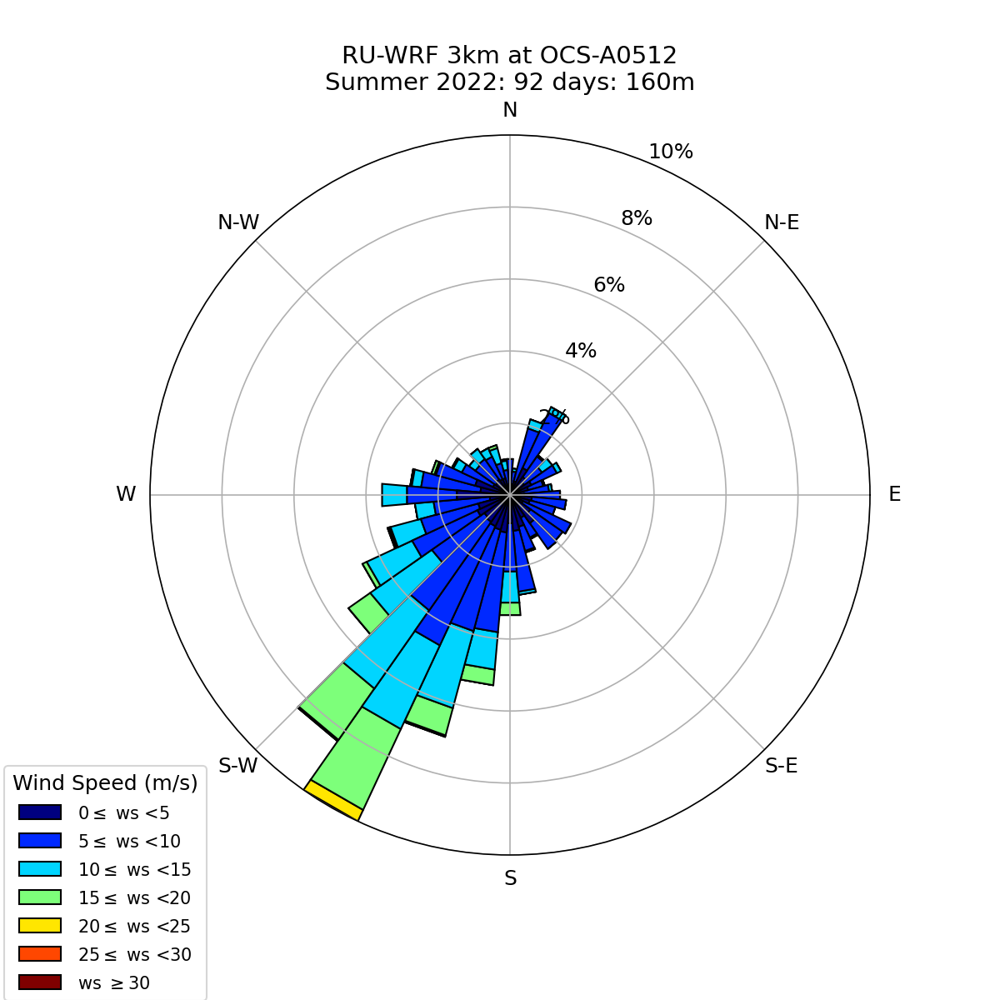 RU-WRF 3km at OCS-A0512
Summer 2022: 92 days: 160m
N
10%
8%
N-W
N-E
6%
4%
2%
W
E
S-W
S-E
S
Wind Speed (m/s)
0≤ ws <5
5≤ ws <10
10≤ ws <15
15≤ ws <20
20≤ ws <25
25≤ ws <30
ws ≥30